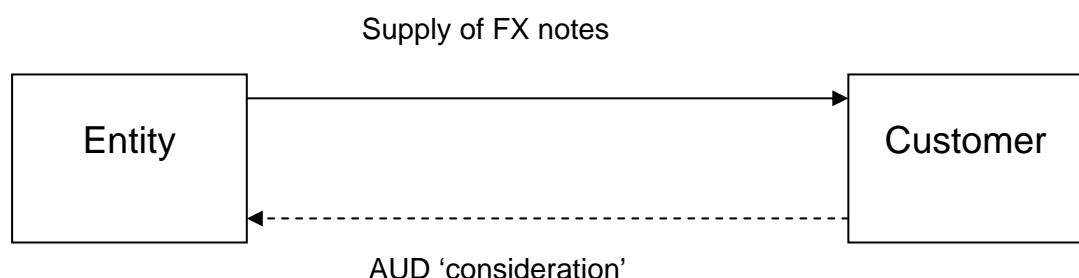 Supply of FX notes
Entity
Customer
AUD 'consideration'